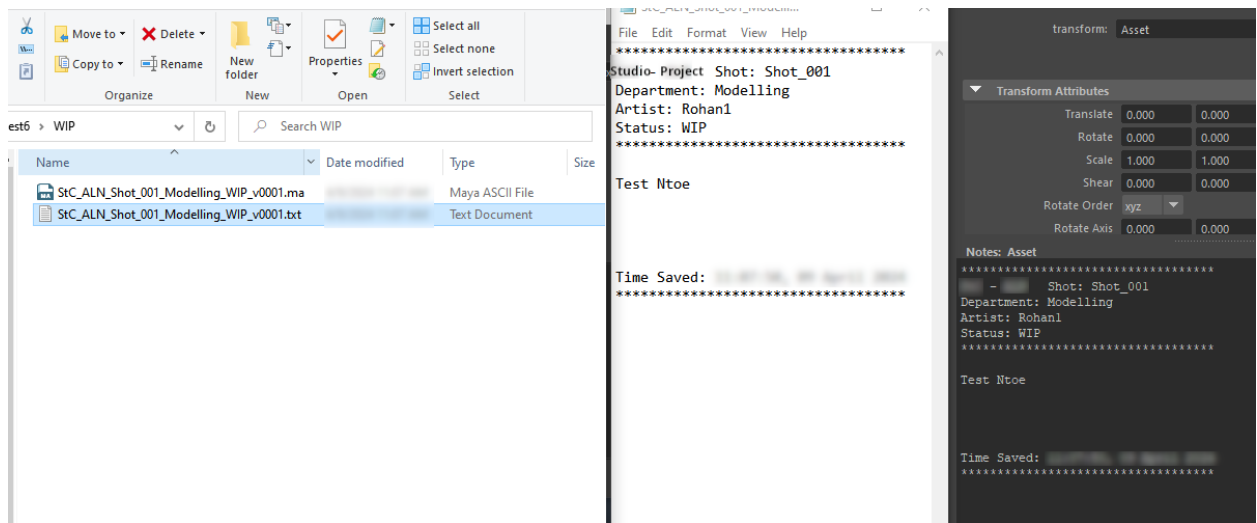 Move to
Delete
Copy to
Rename
New
folder
Properties
Select all
Select none
Invert selection
Organize
New
Open
Select
est6 › WIP
Search WIP
Name
Date modified
Type
Size
StC_ALN_Shot_001_Modelling_WIP_v0001.ma
Maya ASCII File
StC_ALN_Shot_001_Modelling_WIP_v0001.txt
Text Document
File Edit Format View Help
***********************************
Studio- Project Shot: Shot_001
Department: Modelling
Artist: Rohan1
Status: WIP
***********************************
Test Ntoe
Time Saved:
***********************************
transform: Asset
Transform Attributes
Translate 0.000 0.000
Rotate 0.000 0.000
Scale 1.000 1.000
Shear 0.000 0.000
Rotate Order xyz
Rotate Axis 0.000 0.000
Notes: Asset
***********************************
- Shot: Shot_001
Department: Modelling
Artist: Rohan1
Status: WIP
***********************************
Test Ntoe
Time Saved:
***********************************